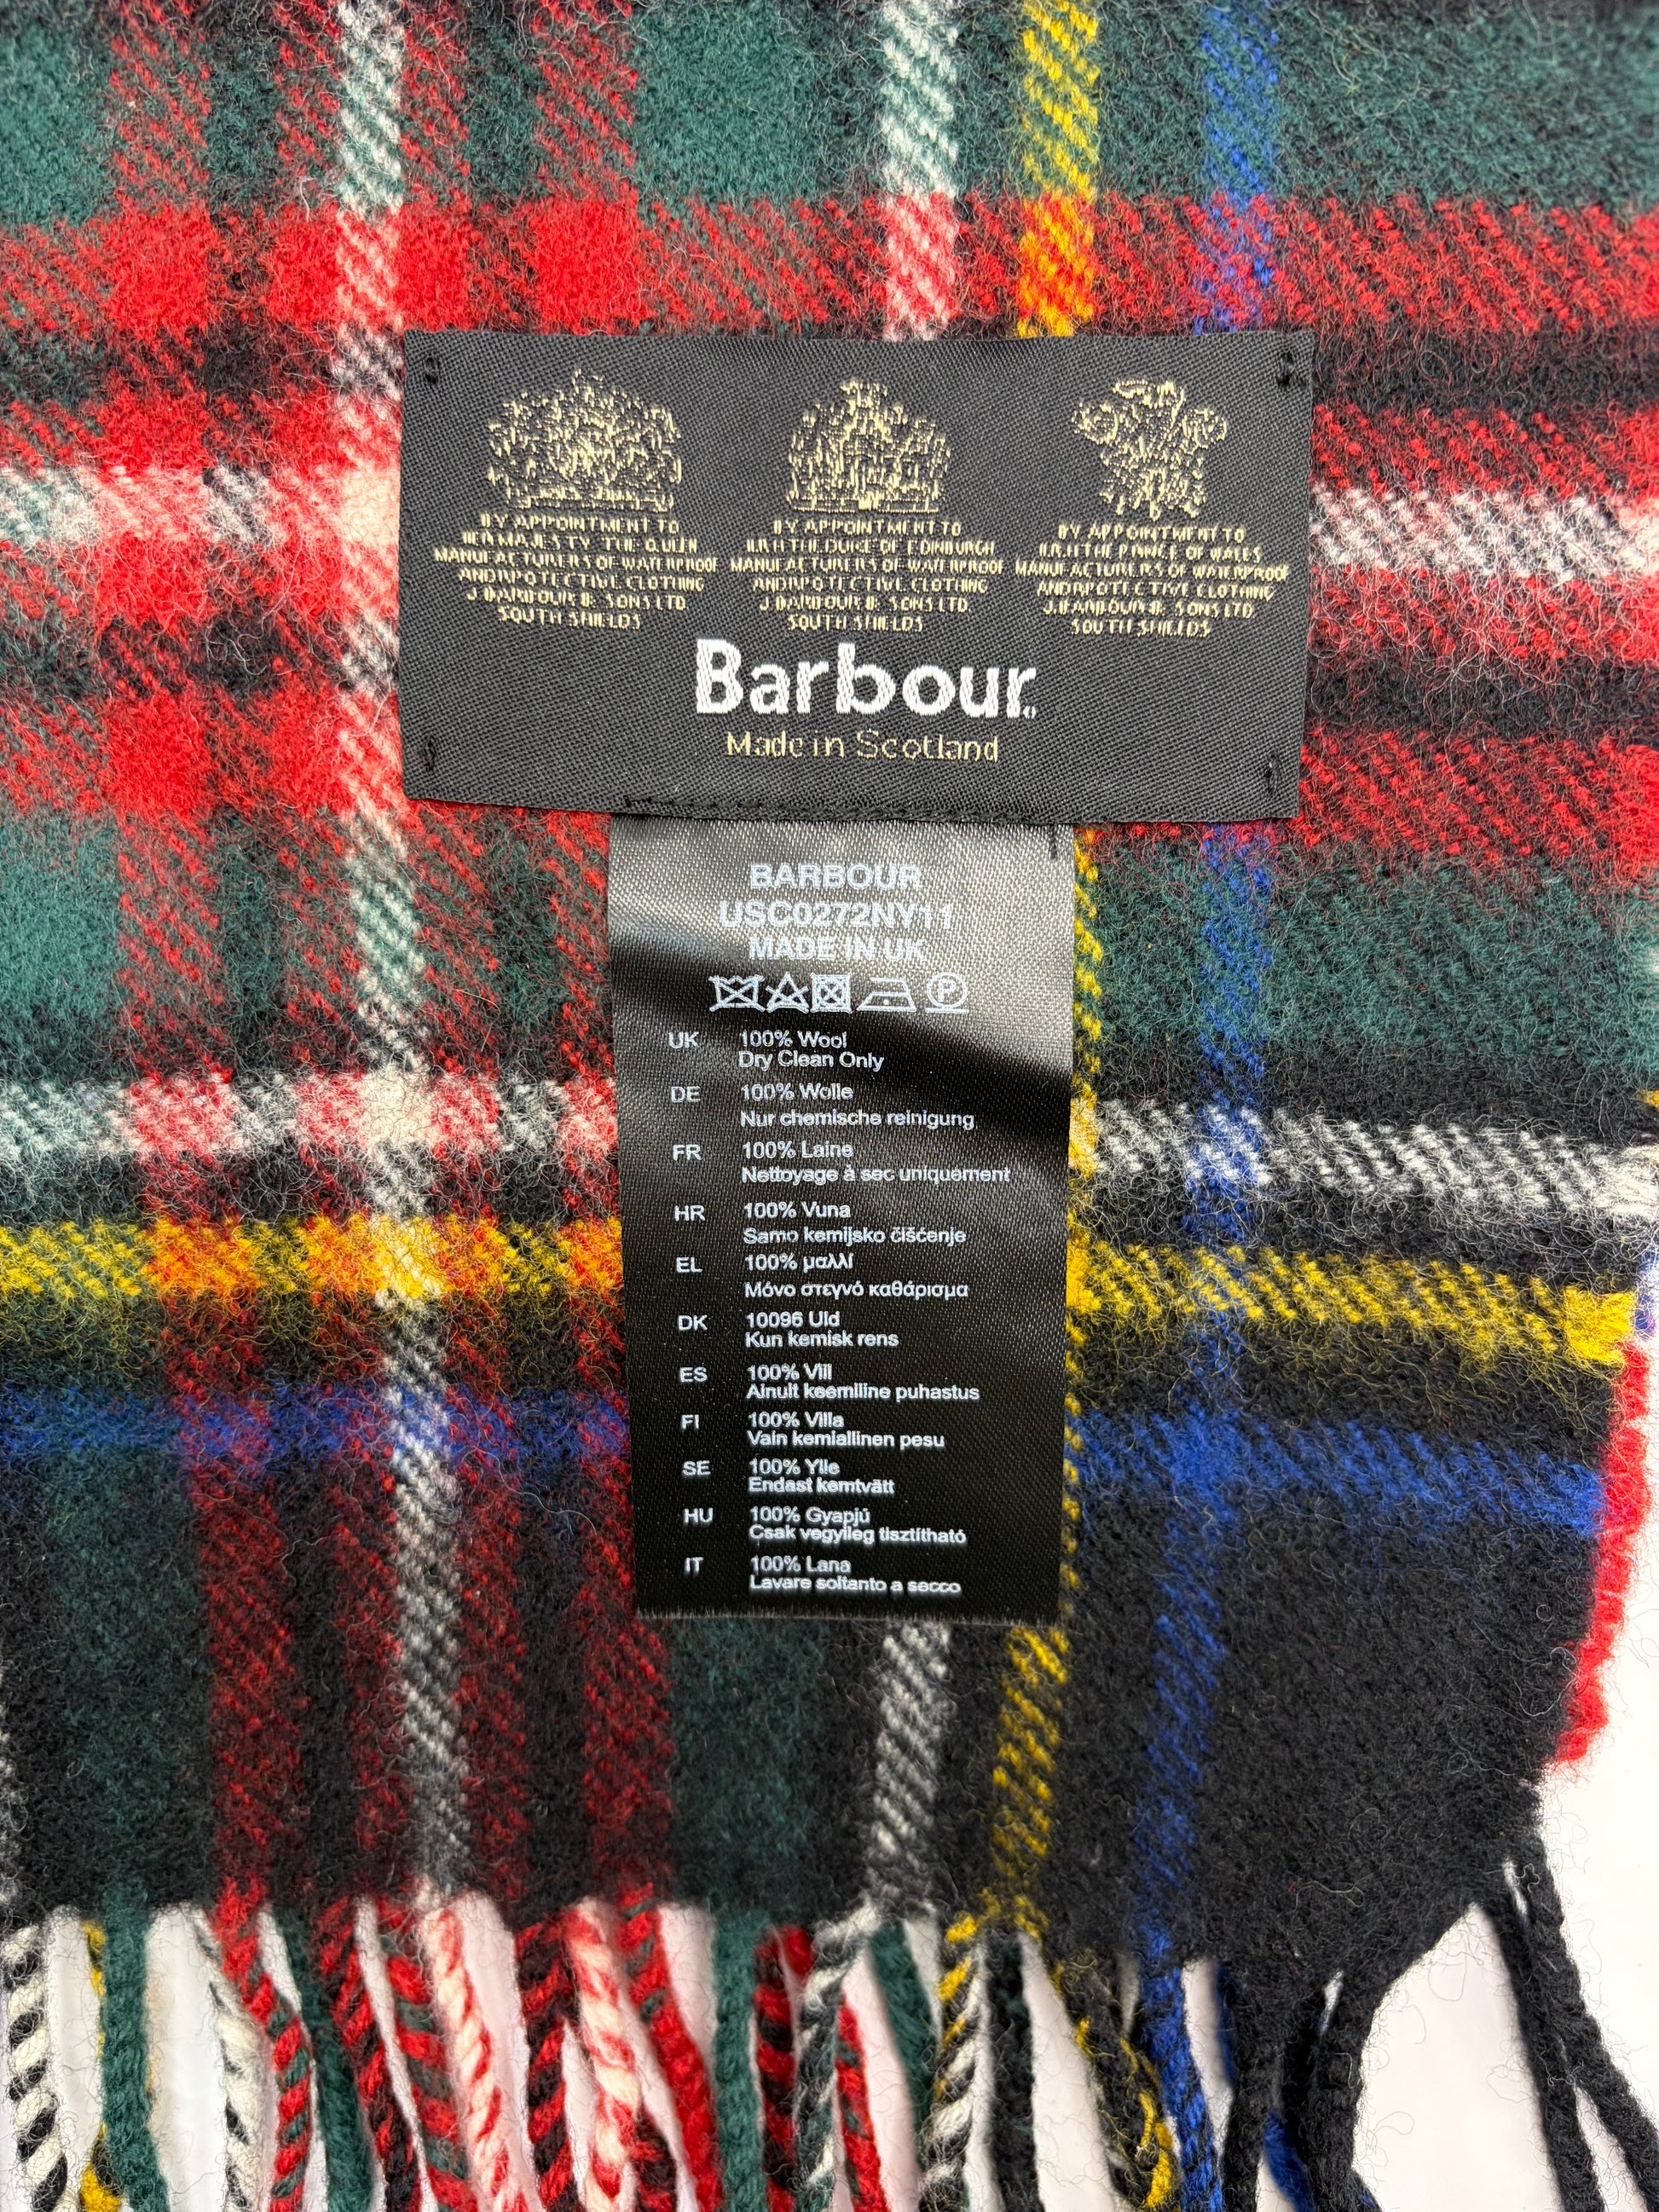 BY APPOINTMENT TO
HER MAJESTY THE QUEEN
MANUFACTURERS OF WATERPROOF
AND RPOTECTIVE CLOTHING
J BARBOUR & SONS LTD
SOUTH SHIELDS
BY APPOINTMENT TO
H.R.H THE DUKE OF EDINBURGH
MANUFACTURERS OF WATERPROOF
AND RPOTECTIVE CLOTHING
J BARBOUR & SONS LTD
SOUTH SHIELDS
BY APPOINTMENT TO
H.R.H THE PRINCE OF WALES
MANUFACTURERS OF WATERPROOF
AND RPOTECTIVE CLOTHING
J.BARBOUR & SONS LTD
SOUTH SHIELDS
Barbour
Made in Scotland
BARBOUR
USC0272NY11
MADE IN UK
P
UK 100% Wool
Dry Clean Only
DE 100% Wolle
Nur chemische reinigung
FR 100% Laine
Nettoyage à sec uniquement
HR 100% Vuna
Samo kemijsko čišćenje
EL 100% μαλλί
Μόνο στεγνό καθάρισμα
DK 10096 Uld
Kun kemisk rens
ES 100% Vill
Ainult keemiline puhastus
FI 100% Villa
Vain kemiallinen pesu
SE 100% Ylle
Endast kemtvätt
HU 100% Gyapjú
Csak vegyileg tisztítható
IT 100% Lana
Lavare soltanto a secco